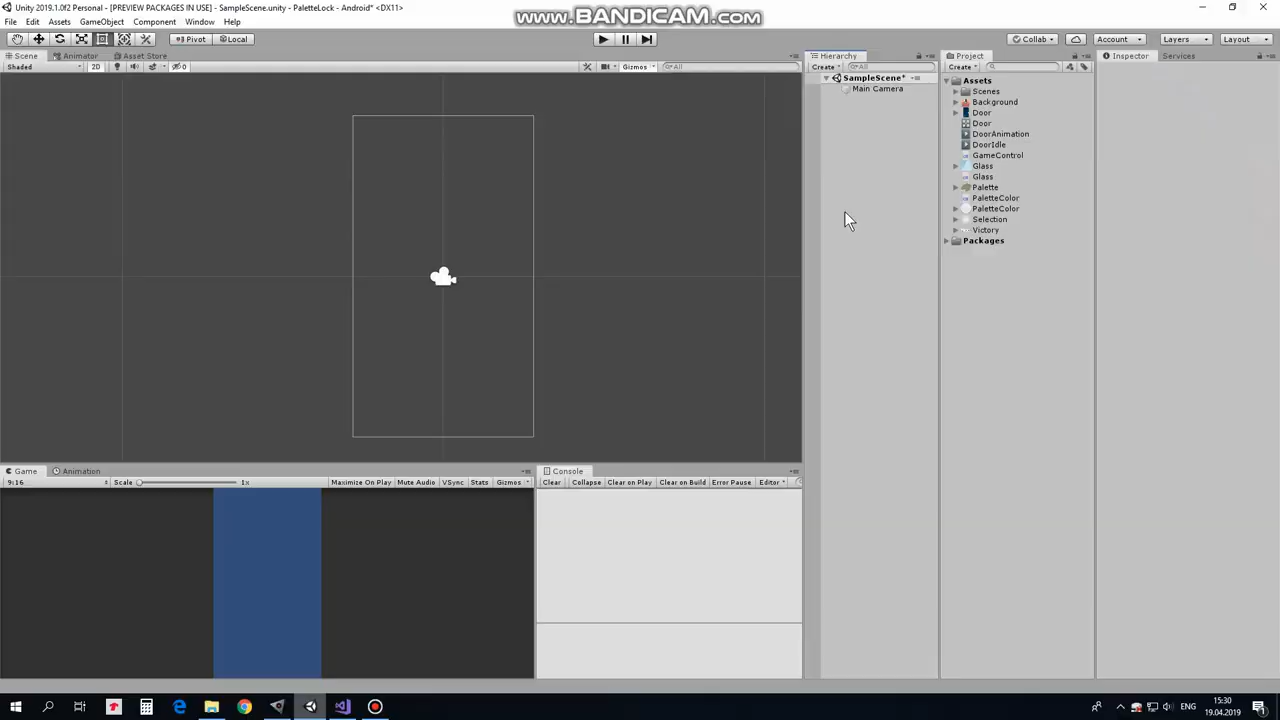 Unity 2019.1.0f2 Personal - [PREVIEW PACKAGES IN USE] - SampleScene.unity - PaletteLock - Android* <DX11>
www.BANDICAM.com
File Edit Assets GameObject Component Window Help
Pivot Local Collab Account Layers Layout
Scene Animator Asset Store Hierarchy Project Inspector Services
Shaded 2D 0 Gizmos All Create All Create
SampleScene* Assets
Main Camera Scenes
Background
Door
Door
DoorAnimation
DoorIdle
GameControl
Glass
Glass
Palette
PaletteColor
PaletteColor
Selection
Victory
Packages
Game Animation Console
9:16 Scale 1x Maximize On Play Mute Audio VSync Stats Gizmos Clear Collapse Clear on Play Clear on Build Error Pause Editor
ENG 15:30
19.04.2019 1